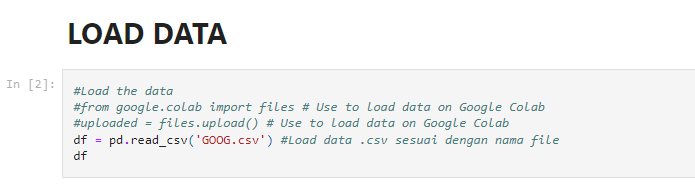 LOAD DATA
In [2]:
#Load the data
#from google.colab import files # Use to load data on Google Colab
#uploaded = files.upload() # Use to load data on Google Colab
df = pd.read_csv('GOOG.csv') #Load data .csv sesuai dengan nama file
df